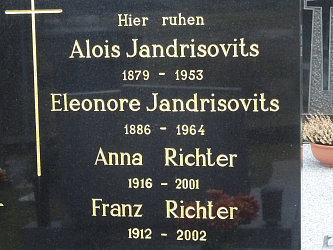 Hier ruhen
Alois Jandrisovits
1879 - 1953
Eleonore Jandrisovits
1886 - 1964
Anna Richter
1916 - 2001
Franz Richter
1912 - 2002